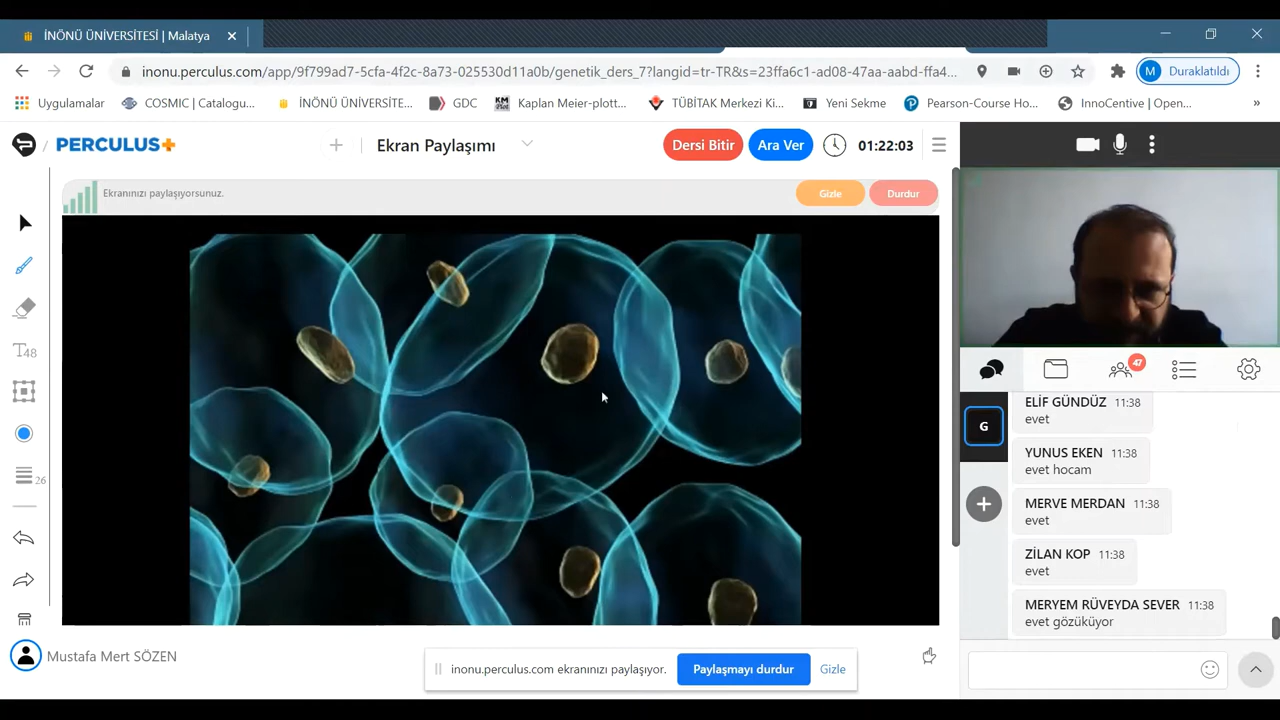 İNÖNÜ ÜNİVERSİTESİ | Malatya
inonu.perculus.com/app/9f799ad7-5cfa-4f2c-8a73-025530d11a0b/genetik_ders_7?langid=tr-TR&s=23ffa6c1-ad08-47aa-aabd-ffa4...
M Duraklatıldı
Uygulamalar
COSMIC | Catalogu...
İNÖNÜ ÜNİVERSİTE...
GDC
KM Kaplan Meier-plott...
TÜBİTAK Merkezi Ki...
Yeni Sekme
Pearson-Course Ho...
InnoCentive | Open...
PERCULUS+
Ekran Paylaşımı
Dersi Bitir
Ara Ver
01:22:03
Ekranınızı paylaşıyorsunuz.
Gizle
Durdur
T48
26
47
G
ELİF GÜNDÜZ 11:38
evet
YUNUS EKEN 11:38
evet hocam
MERVE MERDAN 11:38
evet
ZİLAN KOP 11:38
evet
MERYEM RÜVEYDA SEVER 11:38
evet gözüküyor
Mustafa Mert SÖZEN
inonu.perculus.com ekranınızı paylaşıyor.
Paylaşmayı durdur
Gizle